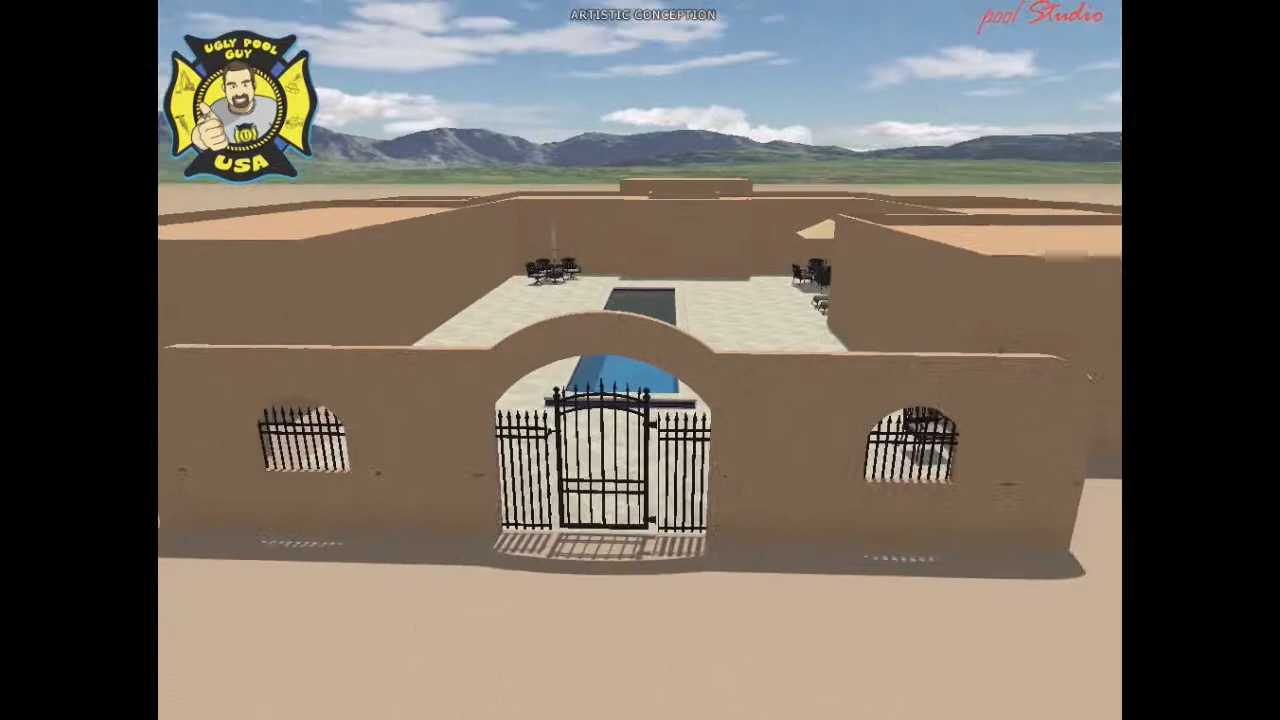 ARTISTIC CONCEPTION
pool Studio
UGLY POOL
GUY
USA